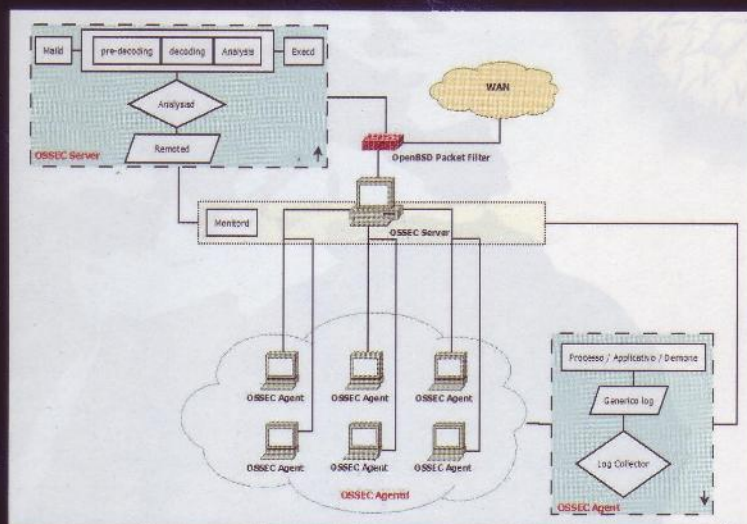 Maild
pre-decoding
decoding
Analysis
Execd
Analysisd
Remoted
OSSEC Server
WAN
OpenBSD Packet Filter
Monitord
OSSEC Server
OSSEC Agent
OSSEC Agent
OSSEC Agent
OSSEC Agent
OSSEC Agent
OSSEC Agent
OSSEC Agentd
Processo / Applicativo / Demone
Generico log
Log Collector
OSSEC Agent